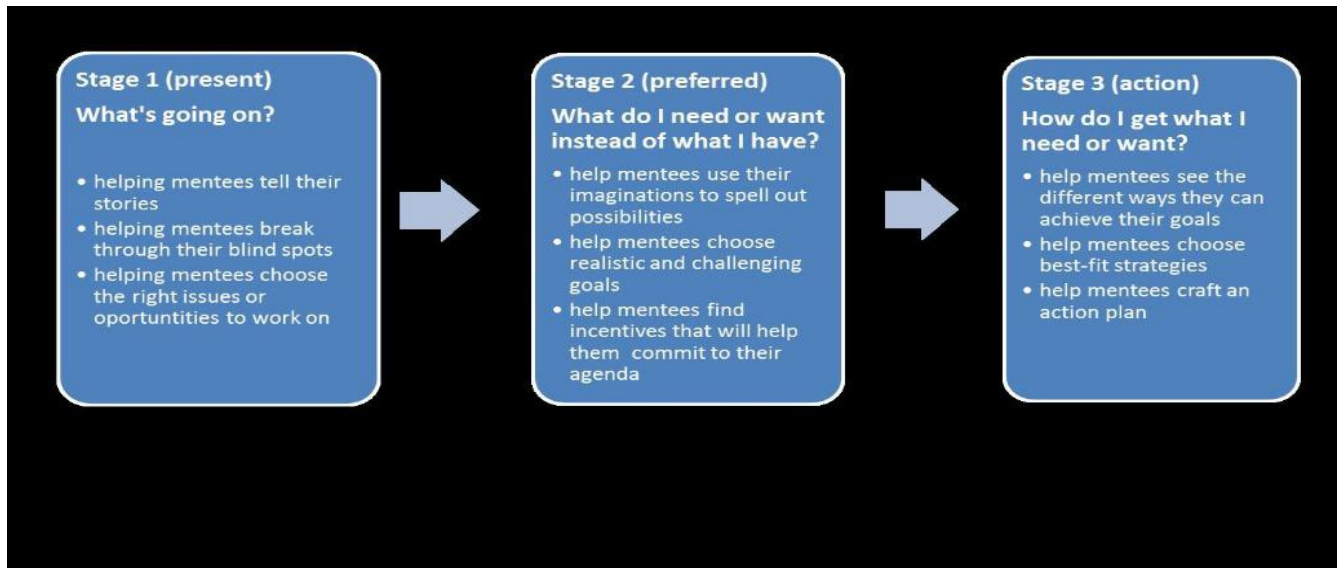 Stage 1 (present)
What's going on?
• helping mentees tell their
stories
• helping mentees break
through their blind spots
• helping mentees choose
the right issues or
oportuntities to work on
Stage 2 (preferred)
What do I need or want
instead of what I have?
• help mentees use their
imaginations to spell out
possibilities
• help mentees choose
realistic and challenging
goals
• help mentees find
incentives that will help
them commit to their
agenda
Stage 3 (action)
How do I get what I
need or want?
• help mentees see the
different ways they can
achieve their goals
• help mentees choose
best-fit strategies
• help mentees craft an
action plan